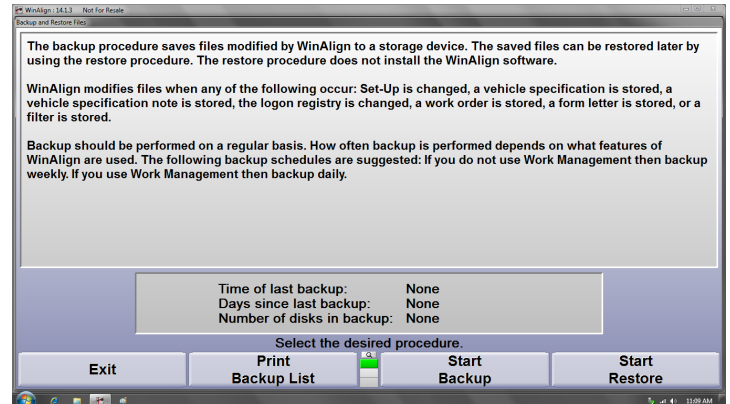 WinAlign : 14.1.3 Not For Resale
Backup and Restore Files
The backup procedure saves files modified by WinAlign to a storage device. The saved files can be restored later by
using the restore procedure. The restore procedure does not install the WinAlign software.
WinAlign modifies files when any of the following occur: Set-Up is changed, a vehicle specification is stored, a
vehicle specification note is stored, the logon registry is changed, a work order is stored, a form letter is stored, or a
filter is stored.
Backup should be performed on a regular basis. How often backup is performed depends on what features of
WinAlign are used. The following backup schedules are suggested: If you do not use Work Management then backup
weekly. If you use Work Management then backup daily.
Time of last backup: None
Days since last backup: None
Number of disks in backup: None
Select the desired procedure.
Exit
Print
Backup List
Start
Backup
Start
Restore
11:09 AM